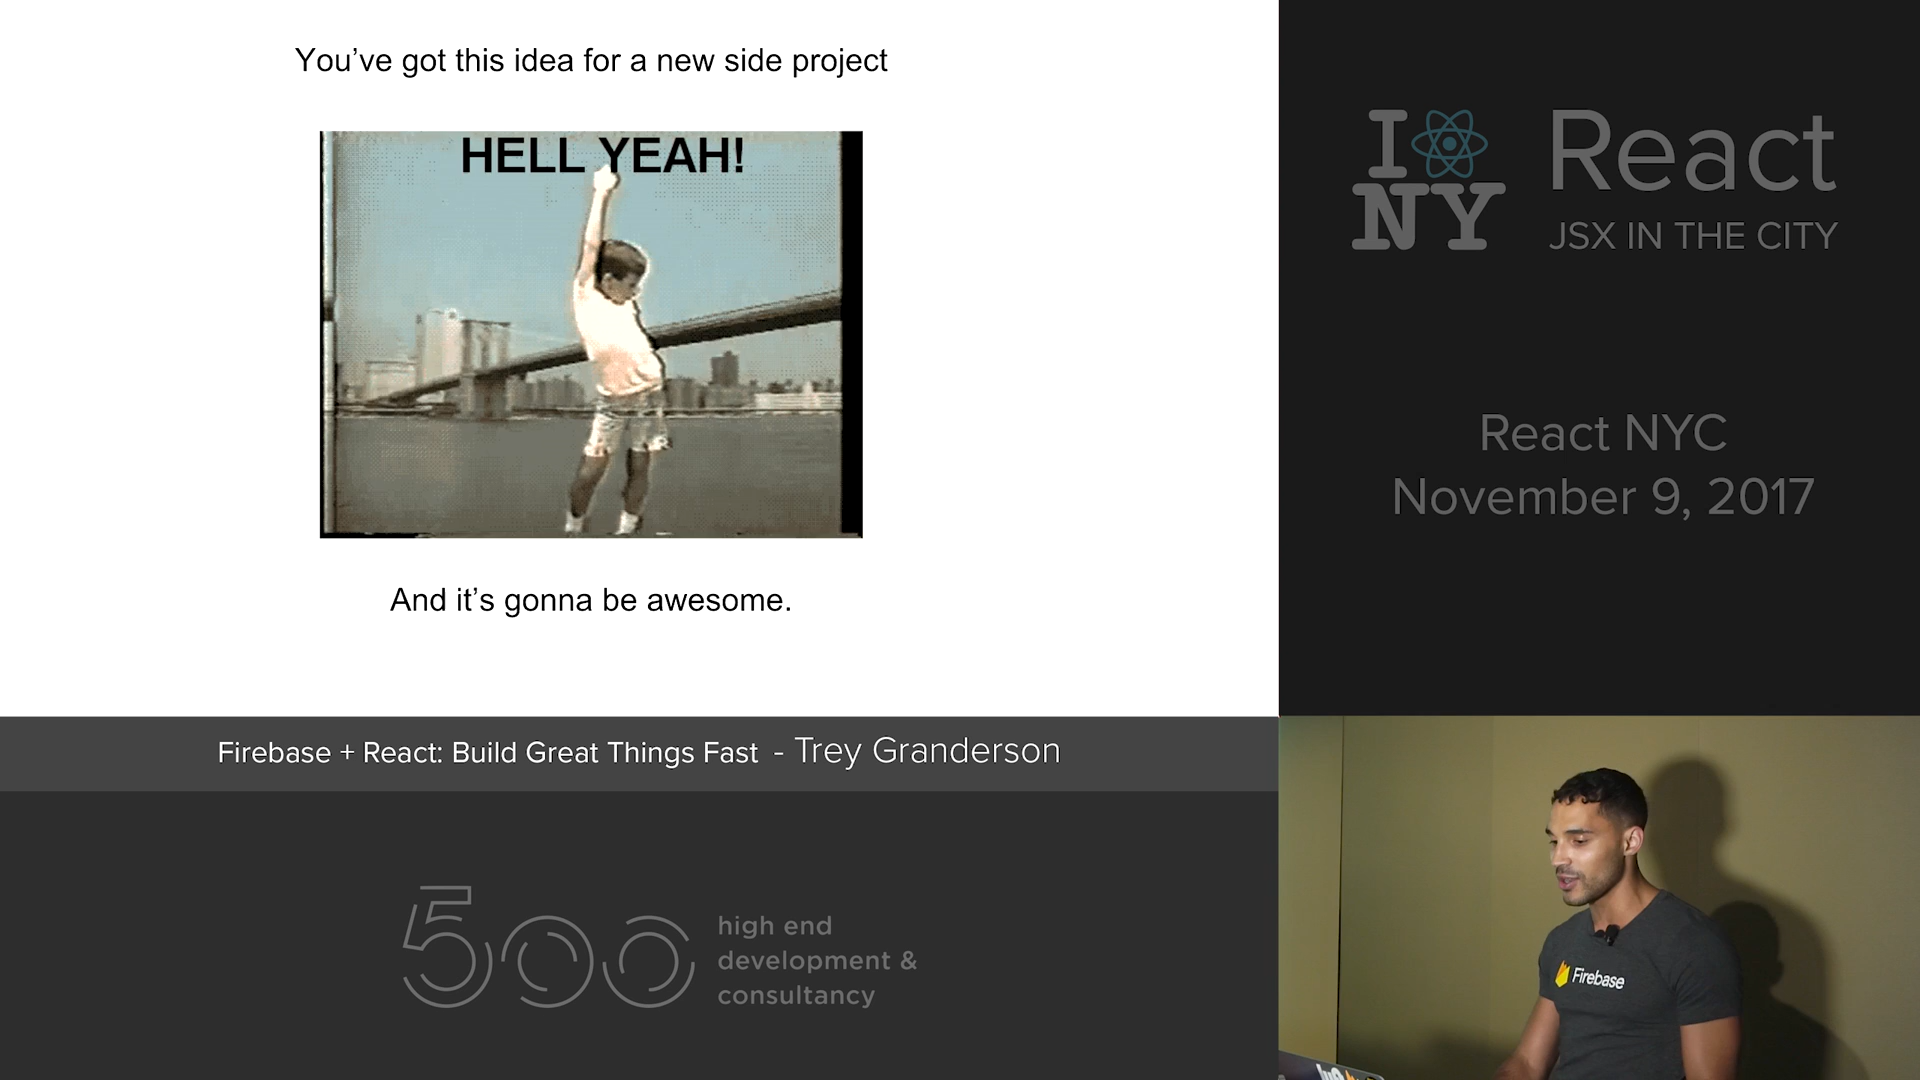 You've got this idea for a new side project
HELL YEAH!
And it's gonna be awesome.
I
NY
React
JSX IN THE CITY
React NYC
November 9, 2017
Firebase + React: Build Great Things Fast - Trey Granderson
500
high end
development &
consultancy
Firebase